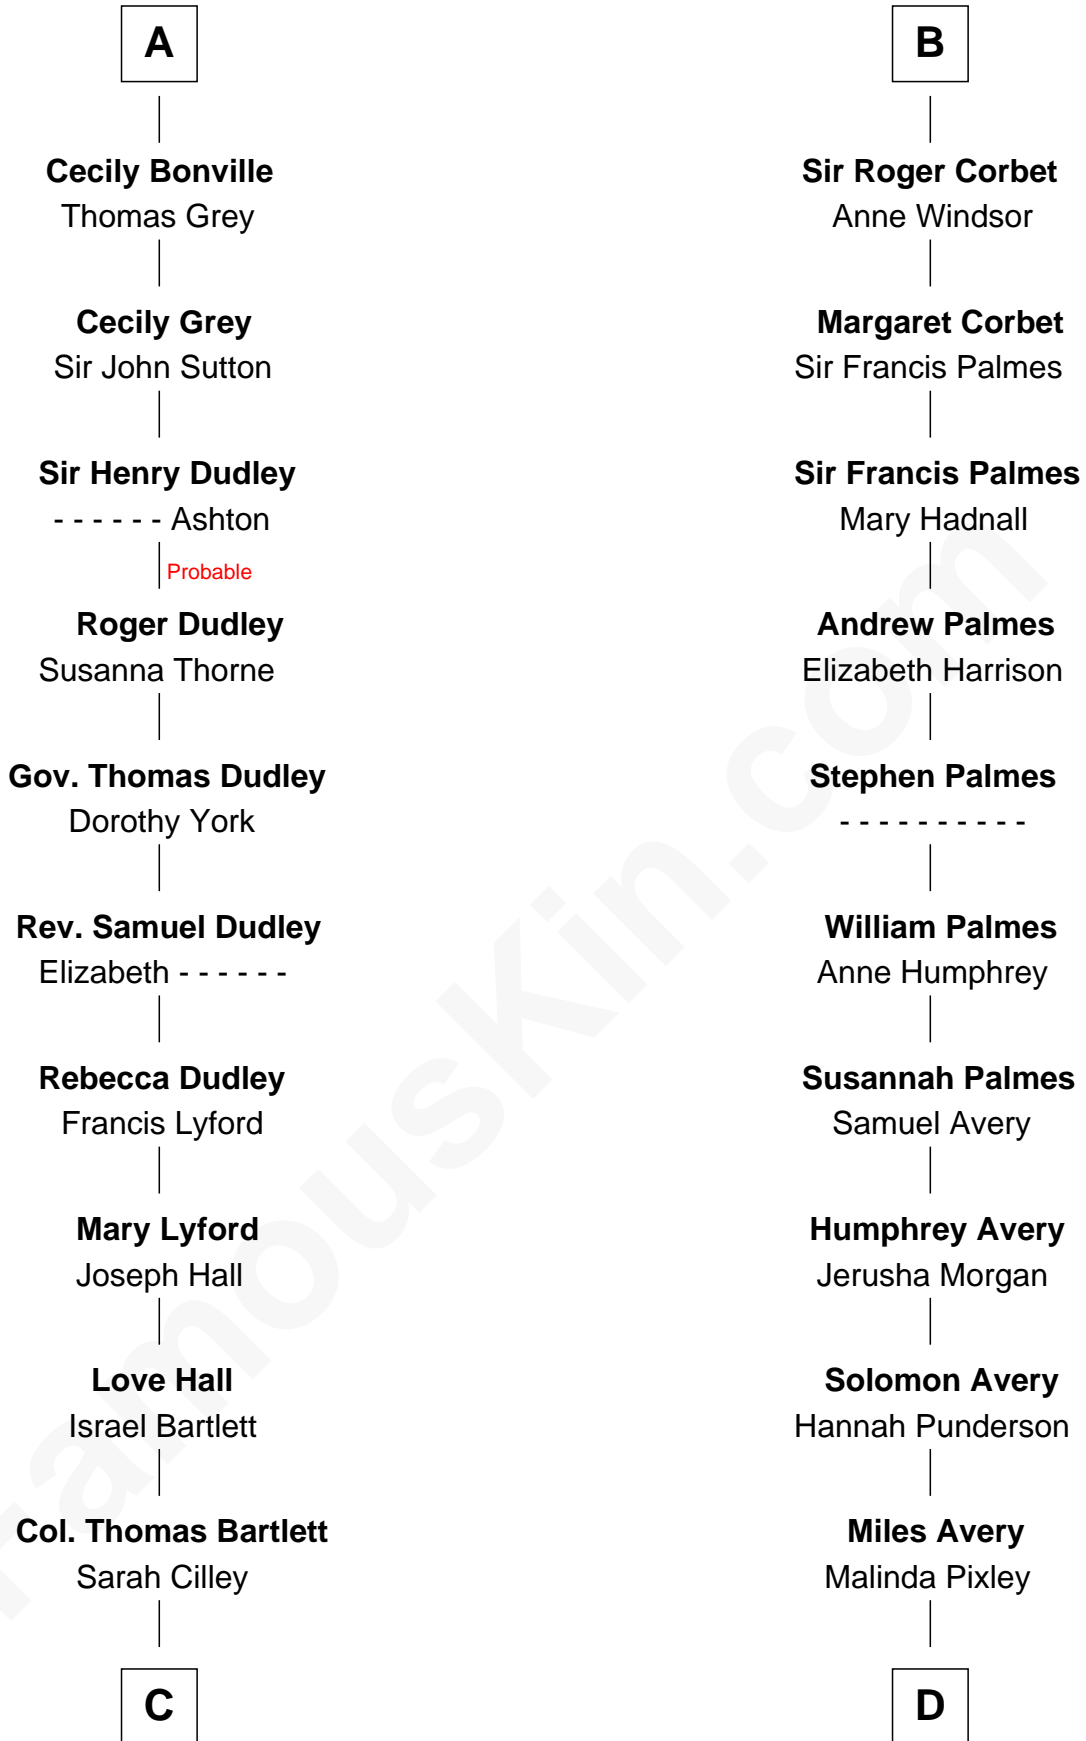 A
Cecily Bonville
Thomas Grey
Cecily Grey
Sir John Sutton
Sir Henry Dudley
- - - - - - Ashton
Probable
Roger Dudley
Susanna Thorne
Gov. Thomas Dudley
Dorothy York
Rev. Samuel Dudley
Elizabeth - - - - - -
Rebecca Dudley
Francis Lyford
Mary Lyford
Joseph Hall
Love Hall
Israel Bartlett
Col. Thomas Bartlett
Sarah Cilley
C
B
Sir Roger Corbet
Anne Windsor
Margaret Corbet
Sir Francis Palmes
Sir Francis Palmes
Mary Hadnall
Andrew Palmes
Elizabeth Harrison
Stephen Palmes
- - - - - - - - - -
William Palmes
Anne Humphrey
Susannah Palmes
Samuel Avery
Humphrey Avery
Jerusha Morgan
Solomon Avery
Hannah Punderson
Miles Avery
Malinda Pixley
D
FamousKin.com